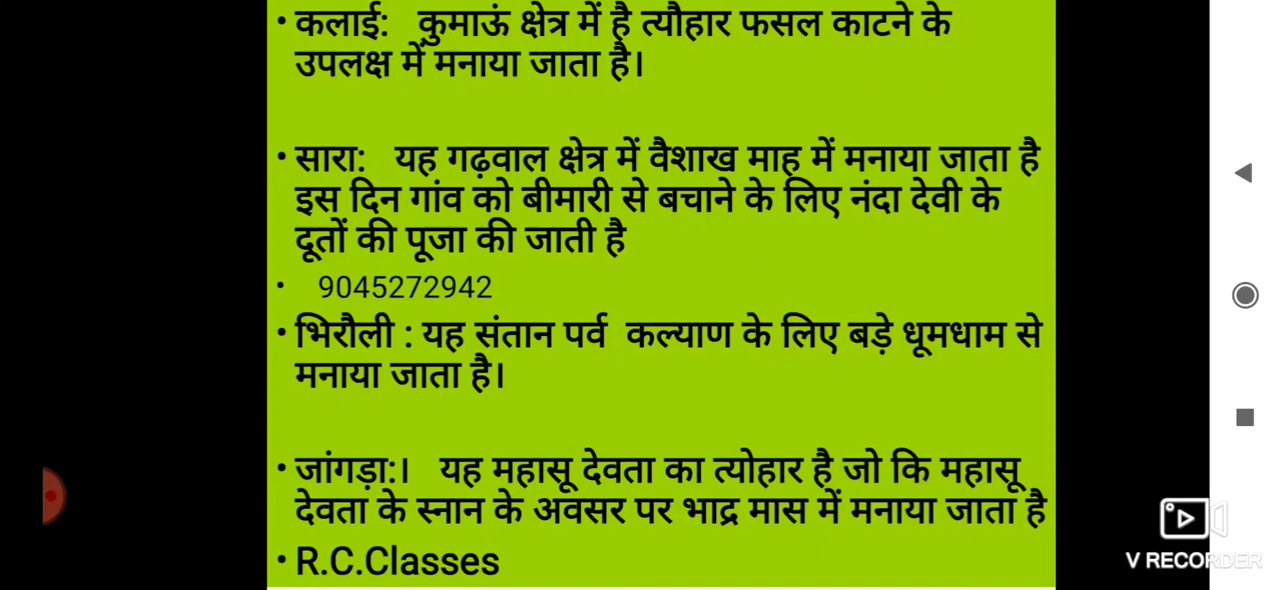 • कलाई: कुमाऊं क्षेत्र में है त्यौहार फसल काटने के
उपलक्ष में मनाया जाता है।
• सारा: यह गढ़वाल क्षेत्र में वैशाख माह में मनाया जाता है
इस दिन गांव को बीमारी से बचाने के लिए नंदा देवी के
दूतों की पूजा की जाती है
• 9045272942
• भिरौली : यह संतान पर्व कल्याण के लिए बड़े धूमधाम से
मनाया जाता है।
• जांगड़ा:। यह महासू देवता का त्योहार है जो कि महासू
देवता के स्नान के अवसर पर भाद्र मास में मनाया जाता है
• R.C.Classes
V RECORDER